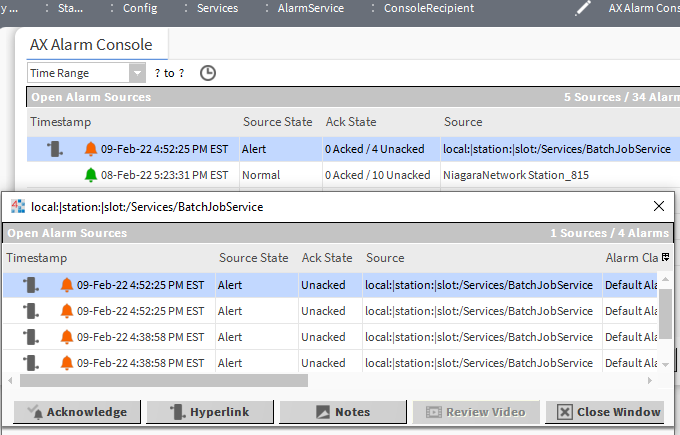 y ... : Sta... : Config : Services : AlarmService : ConsoleRecipient AX Alarm Cons
AX Alarm Console
Time Range ? to ?
Open Alarm Sources 5 Sources / 34 Alarm
Timestamp Source State Ack State Source
09-Feb-22 4:52:25 PM EST Alert 0 Acked / 4 Unacked local:|station:|slot:/Services/BatchJobService
08-Feb-22 5:23:31 PM EST Normal 0 Acked / 10 Unacked NiagaraNetwork Station_815
local:|station:|slot:/Services/BatchJobService
Open Alarm Sources 1 Sources / 4 Alarms
Timestamp Source State Ack State Source Alarm Cla
09-Feb-22 4:52:25 PM EST Alert Unacked local:|station:|slot:/Services/BatchJobService Default Ala
09-Feb-22 4:52:25 PM EST Alert Unacked local:|station:|slot:/Services/BatchJobService Default Ala
09-Feb-22 4:38:58 PM EST Alert Unacked local:|station:|slot:/Services/BatchJobService Default Ala
09-Feb-22 4:38:58 PM EST Alert Unacked local:|station:|slot:/Services/BatchJobService Default Ala
Acknowledge Hyperlink Notes Review Video Close Window